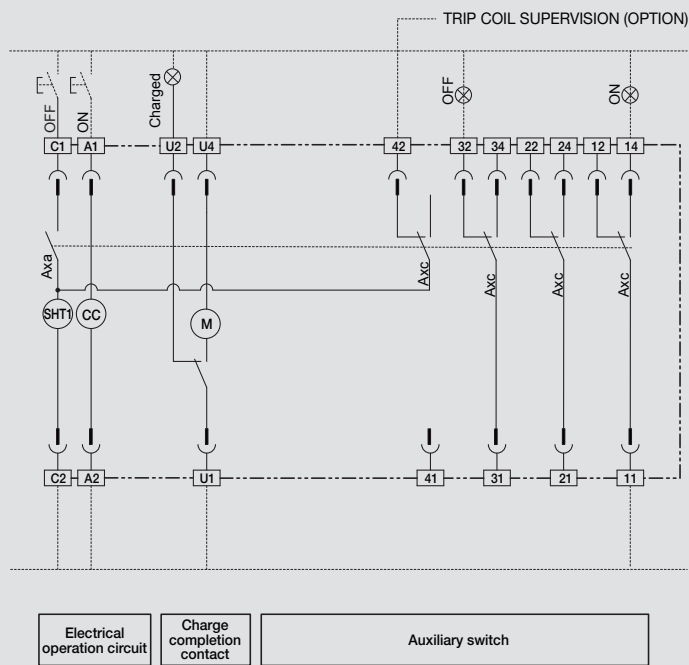 TRIP COIL SUPERVISION (OPTION)
OFF
ON
Charged
OFF
ON
C1
A1
U2
U4
42
32
34
22
24
12
14
Axa
Axc
Axc
Axc
Axc
SHT1
CC
M
C2
A2
U1
41
31
21
11
Electrical
operation circuit
Charge
completion
contact
Auxiliary switch